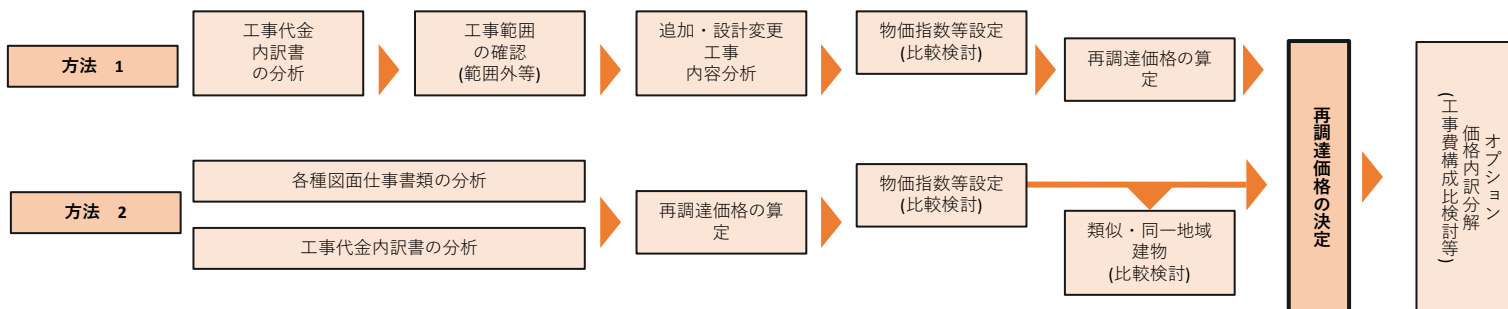 方法　1
工事代金
内訳書
の分析
工事範囲
の確認
(範囲外等)
追加・設計変更
工事
内容分析
物価指数等設定
(比較検討)
再調達価格の算
定
方法　2
各種図面仕事書類の分析
工事代金内訳書の分析
再調達価格の算
定
物価指数等設定
(比較検討)
類似・同一地域
建物
(比較検討)
再調達価格の決定
オプション
価格内訳分解
(工事費構成比検討等)